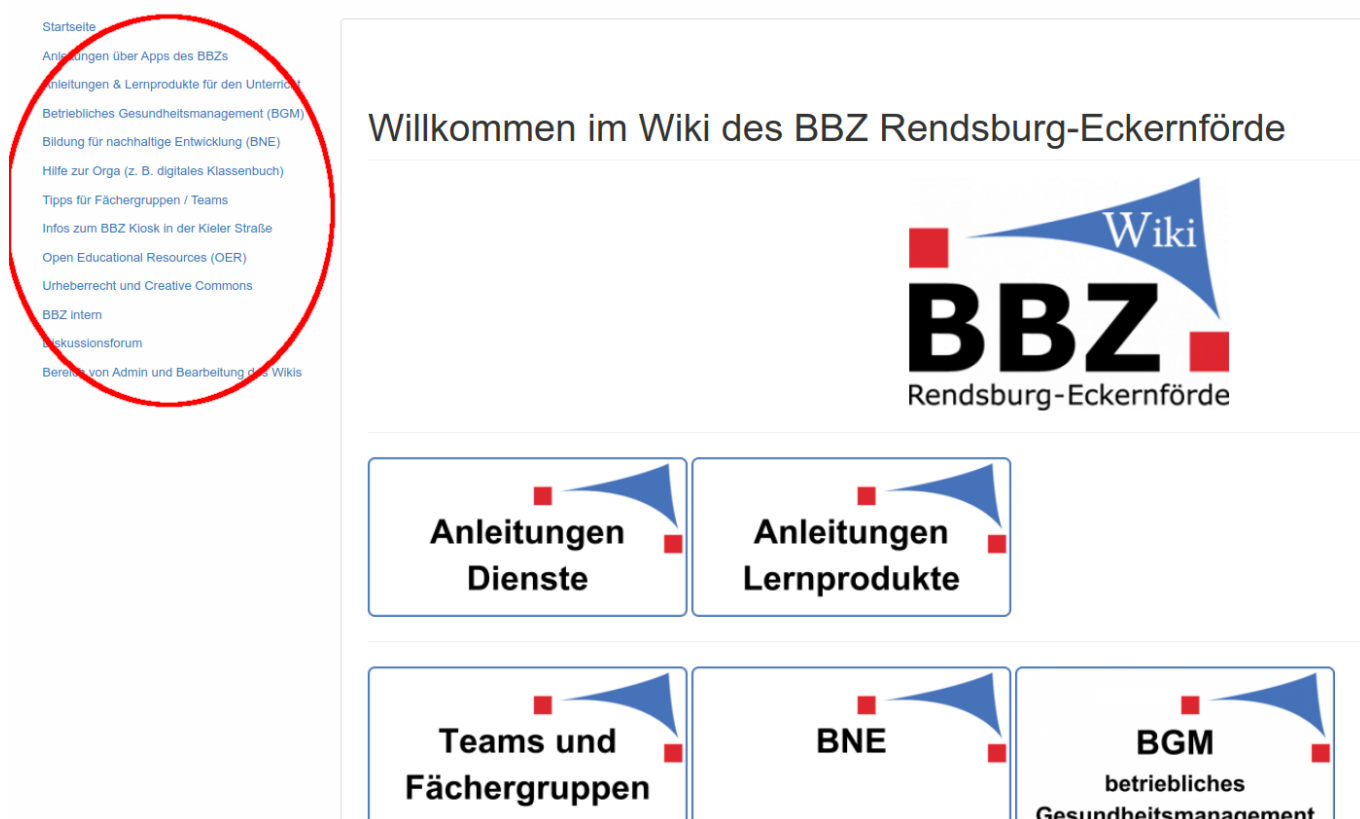 Startseite
Anleitungen über Apps des BBZs
Anleitungen & Lernprodukte für den Unterricht
Betriebliches Gesundheitsmanagement (BGM)
Bildung für nachhaltige Entwicklung (BNE)
Hilfe zur Orga (z. B. digitales Klassenbuch)
Tipps für Fächergruppen / Teams
Infos zum BBZ Kiosk in der Kieler Straße
Open Educational Resources (OER)
Urheberrecht und Creative Commons
BBZ intern
Diskussionsforum
Bereich von Admin und Bearbeitung des Wikis
Willkommen im Wiki des BBZ Rendsburg-Eckernförde
Wiki
BBZ
Rendsburg-Eckernförde
Anleitungen
Dienste
Anleitungen
Lernprodukte
Teams und
Fächergruppen
BNE
BGM
betriebliches
Gesundheitsmanagement